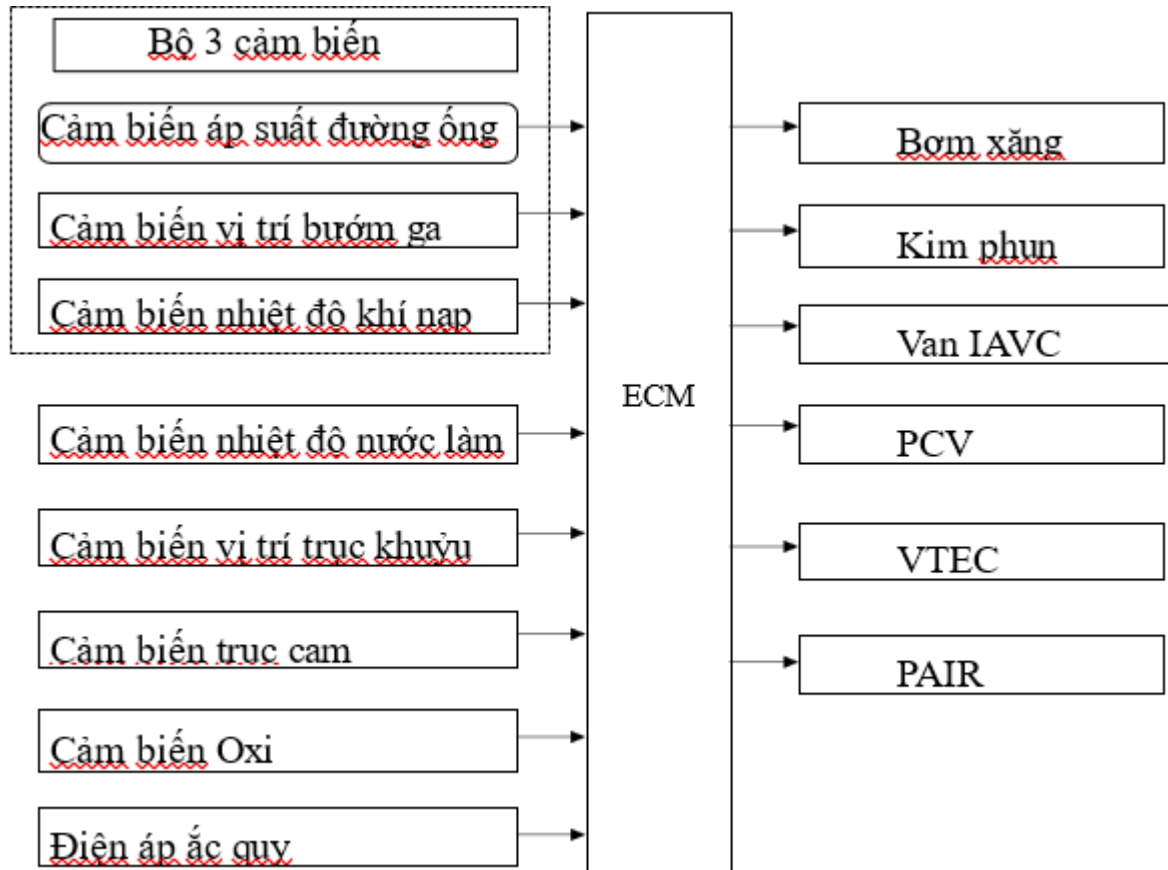 Bộ 3 cảm biến
Cảm biến áp suất đường ống
Cảm biến vị trí bướm ga
Cảm biến nhiệt độ khí nạp
Cảm biến nhiệt độ nước làm
Cảm biến vị trí trục khuỷu
Cảm biến trục cam
Cảm biến Oxi
Điện áp ắc quy
ECM
Bơm xăng
Kim phun
Van IAVC
PCV
VTEC
PAIR